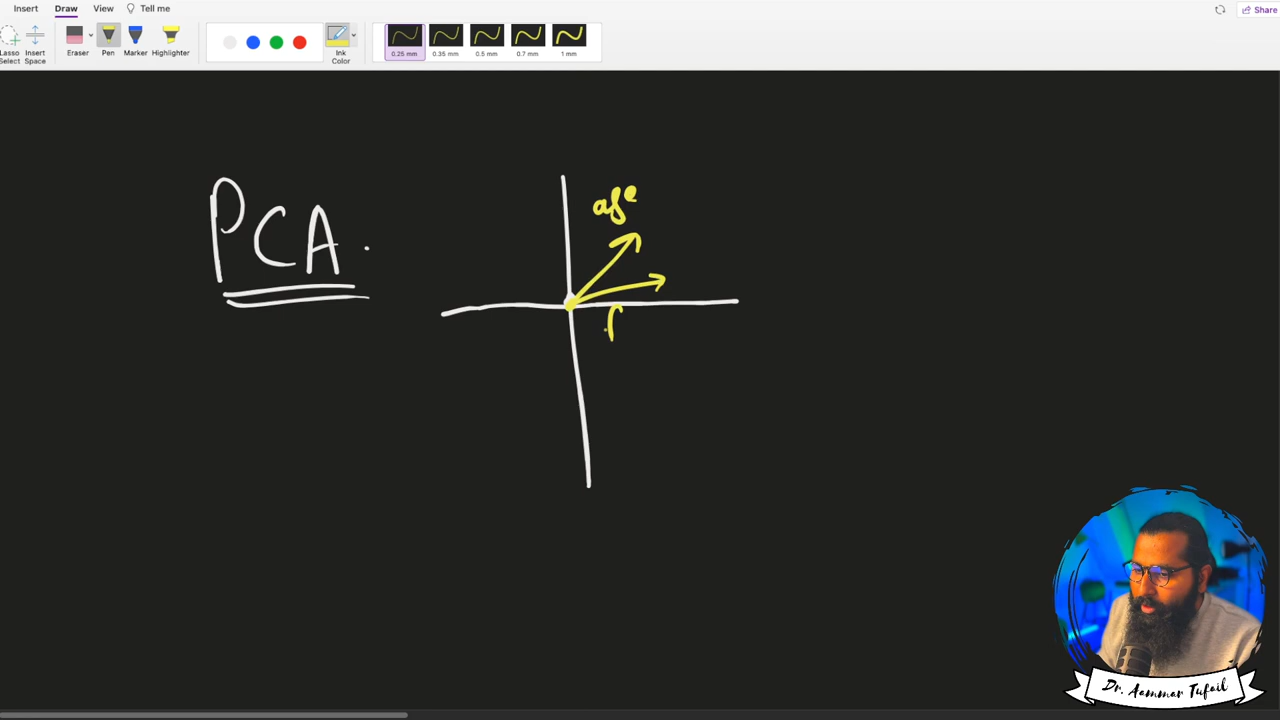 Insert Draw View Tell me
Share
Lasso Select
Insert Space
Eraser
Pen
Marker
Highlighter
Ink Color
0.25 mm
0.35 mm
0.5 mm
0.7 mm
1 mm
PCA.
age
Dr. Aammar Tufail